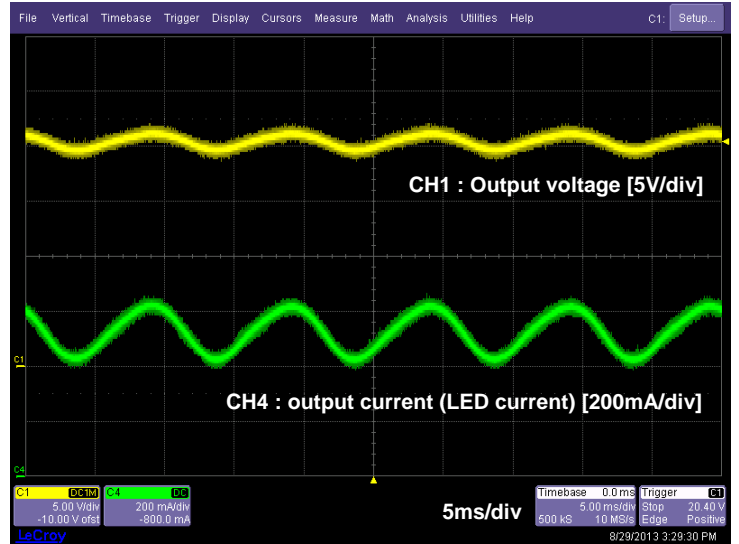 File Vertical Timebase Trigger Display Cursors Measure Math Analysis Utilities Help C1: Setup...
CH1 : Output voltage [5V/div]
C1
CH4 : output current (LED current) [200mA/div]
C4
C1 DC1M C4 DC Timebase 0.0 ms Trigger C1
5.00 V/div 200 mA/div 5ms/div 5.00 ms/div Stop 20.40 V
-10.00 V ofst -800.0 mA 500 kS 10 MS/s Edge Positive
LeCroy 8/29/2013 3:29:30 PM